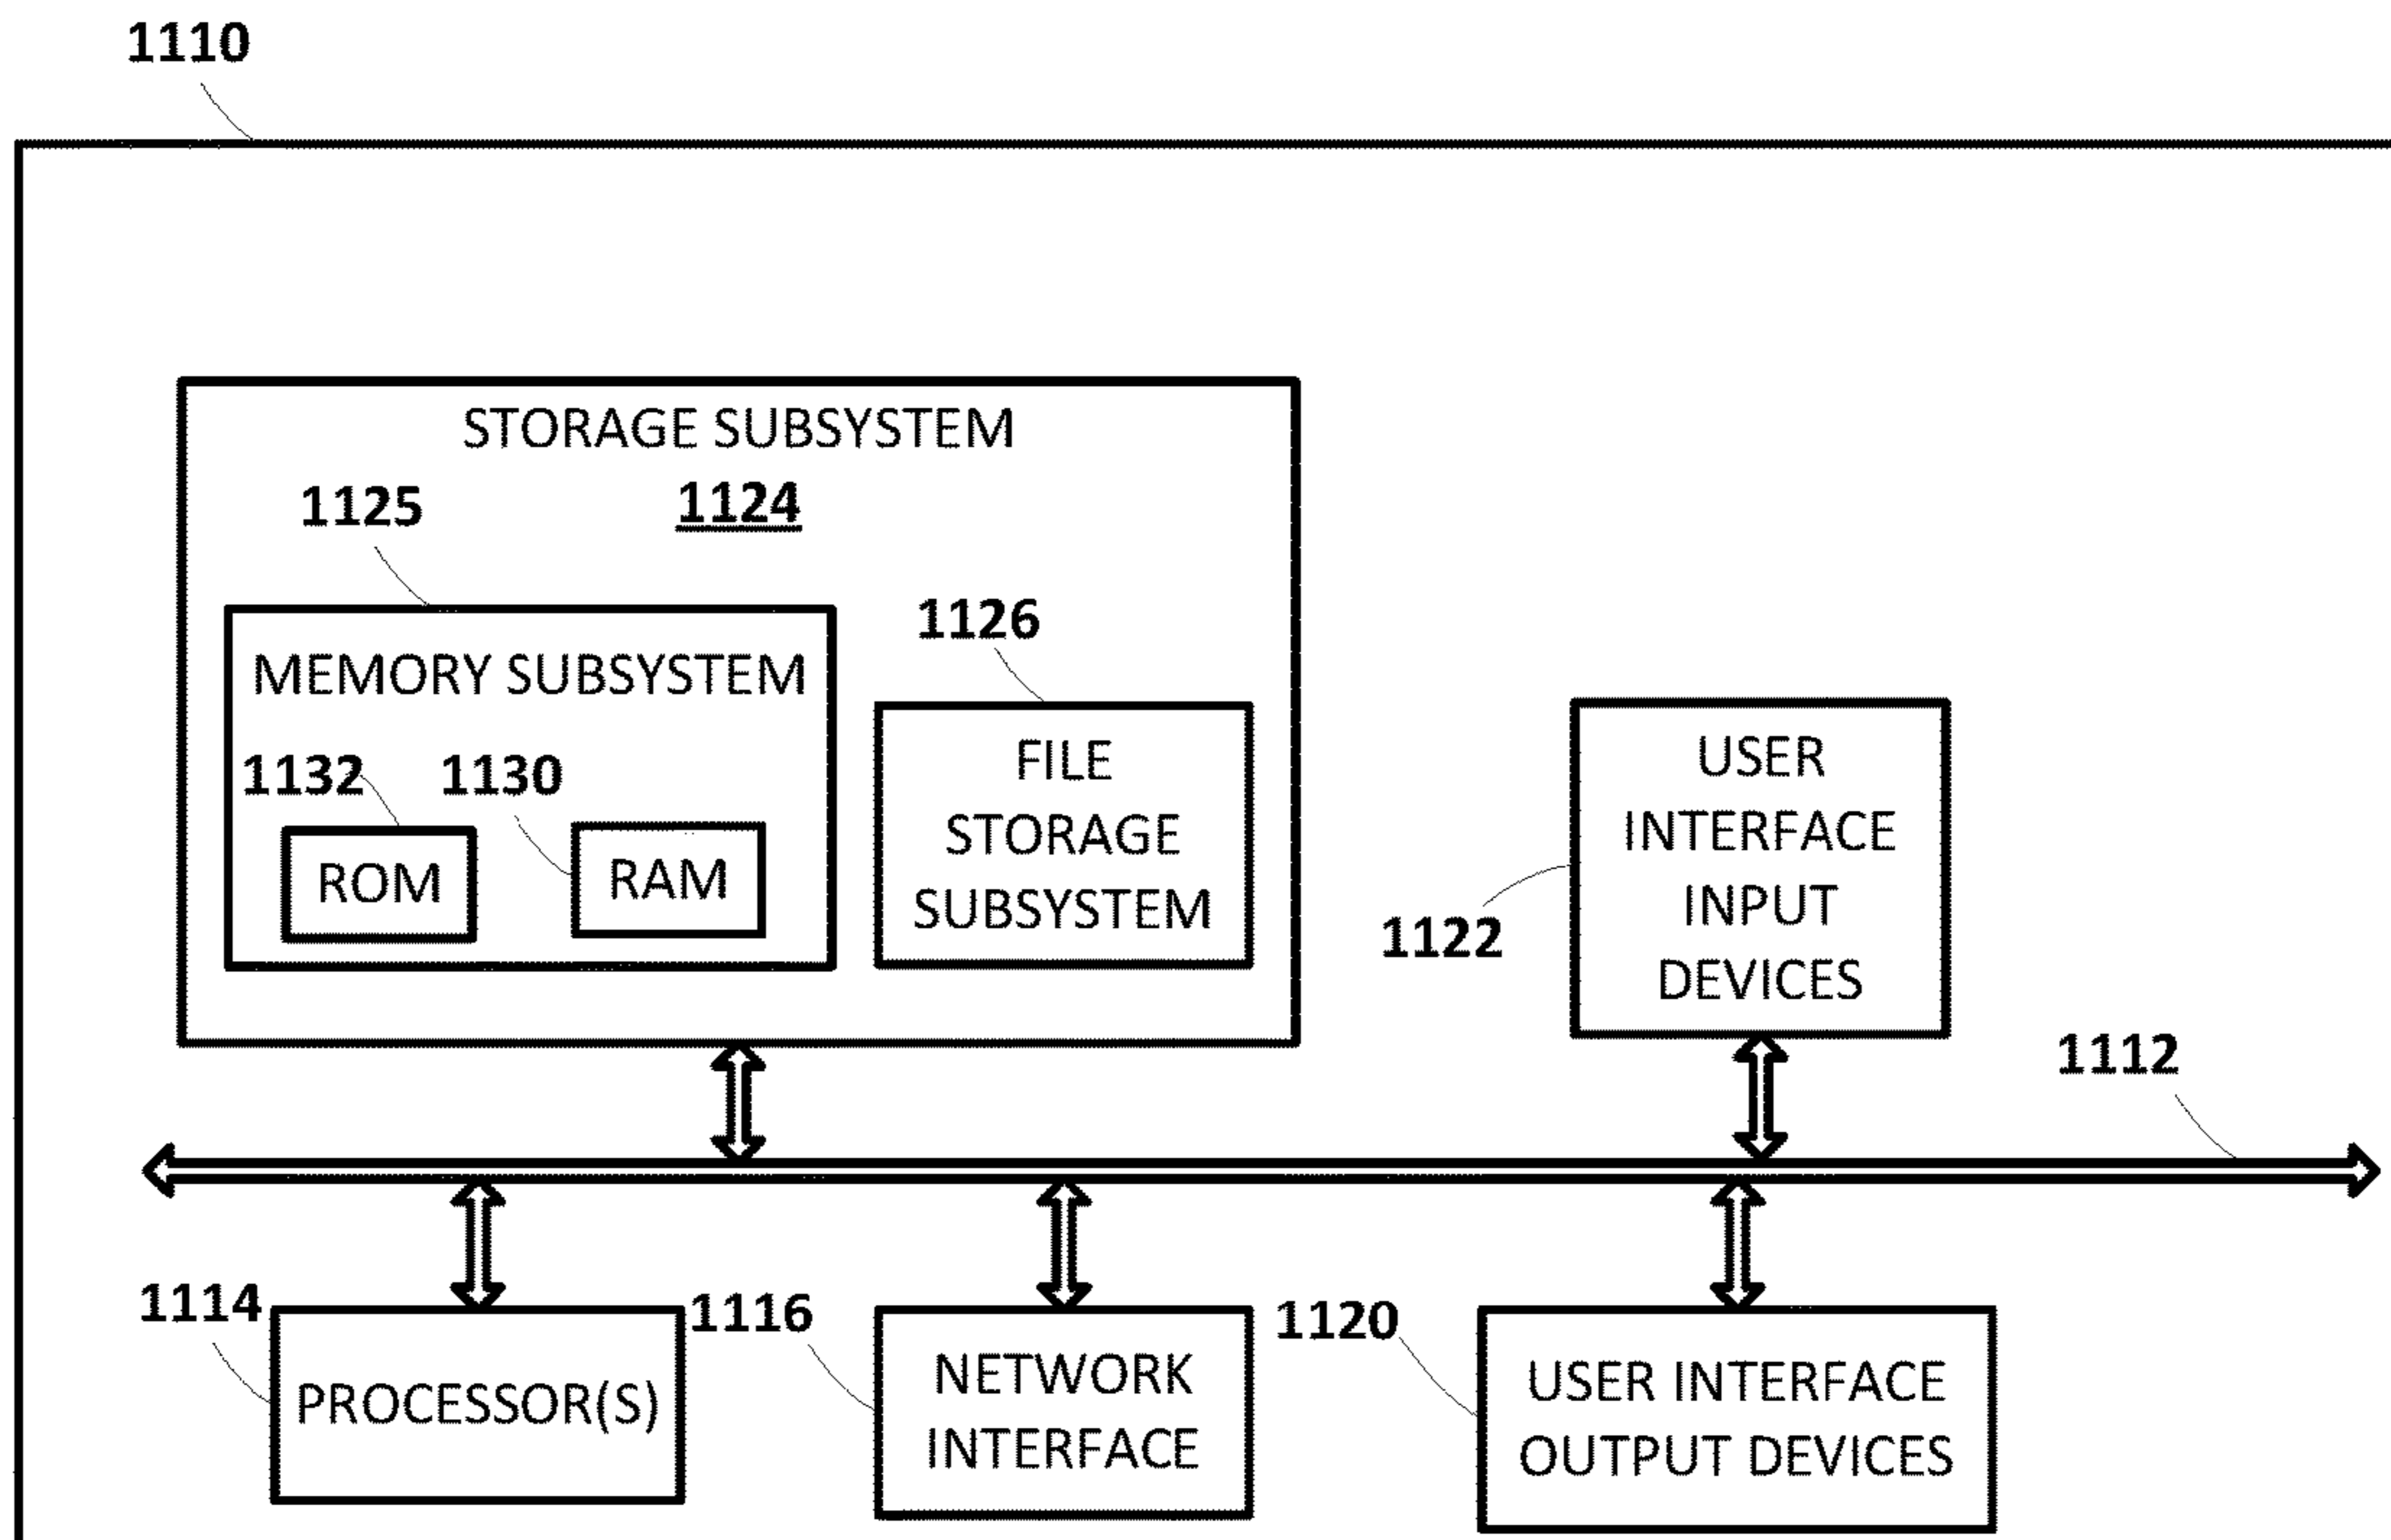 1110
STORAGE SUBSYSTEM
1124
1125
MEMORY SUBSYSTEM
1132
1130
ROM
RAM
1126
FILE
STORAGE
SUBSYSTEM
USER
INTERFACE
INPUT
DEVICES
1122
1112
1114
PROCESSOR(S)
1116
NETWORK
INTERFACE
1120
USER INTERFACE
OUTPUT DEVICES